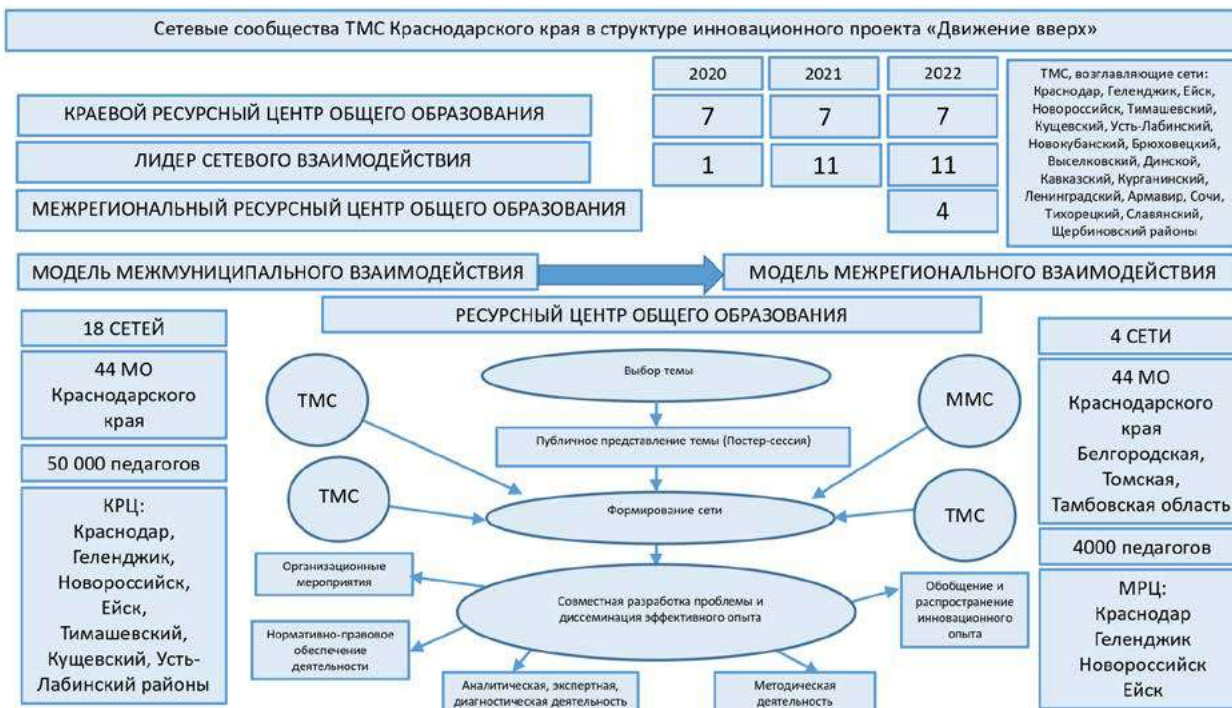 Сетевые сообщества ТМС Краснодарского края в структуре инновационного проекта «Движение вверх»
2020
2021
2022
КРАЕВОЙ РЕСУРСНЫЙ ЦЕНТР ОБЩЕГО ОБРАЗОВАНИЯ
7
7
7
ЛИДЕР СЕТЕВОГО ВЗАИМОДЕЙСТВИЯ
1
11
11
МЕЖРЕГИОНАЛЬНЫЙ РЕСУРСНЫЙ ЦЕНТР ОБЩЕГО ОБРАЗОВАНИЯ
4
ТМС, возглавляющие сети:
Краснодар, Геленджик, Ейск,
Новороссийск, Тимашевский,
Кущевский, Усть-Лабинский,
Новокубанский, Брюховецкий,
Выселковский, Динской,
Кавказский, Курганинский,
Ленинградский, Армавир, Сочи,
Тихорецкий, Славянский,
Щербиновский районы
МОДЕЛЬ МЕЖМУНИЦИПАЛЬНОГО ВЗАИМОДЕЙСТВИЯ
МОДЕЛЬ МЕЖРЕГИОНАЛЬНОГО ВЗАИМОДЕЙСТВИЯ
РЕСУРСНЫЙ ЦЕНТР ОБЩЕГО ОБРАЗОВАНИЯ
18 СЕТЕЙ
44 МО
Краснодарского
края
50 000 педагогов
КРЦ:
Краснодар,
Геленджик,
Новороссийск,
Ейск,
Тимашевский,
Кущевский, Усть-
Лабинский районы
ТМС
ТМС
Выбор темы
Публичное представление темы (Постер-сессия)
Формирование сети
ММС
ТМС
Совместная разработка проблемы и
диссеминация эффективного опыта
Организационные
мероприятия
Нормативно-правовое
обеспечение
деятельности
Аналитическая, экспертная,
диагностическая деятельность
Методическая
деятельность
Обобщение и
распространение
инновационного
опыта
4 СЕТИ
44 МО
Краснодарского
края
Белгородская,
Томская,
Тамбовская область
4000 педагогов
МРЦ:
Краснодар
Геленджик
Новороссийск
Ейск